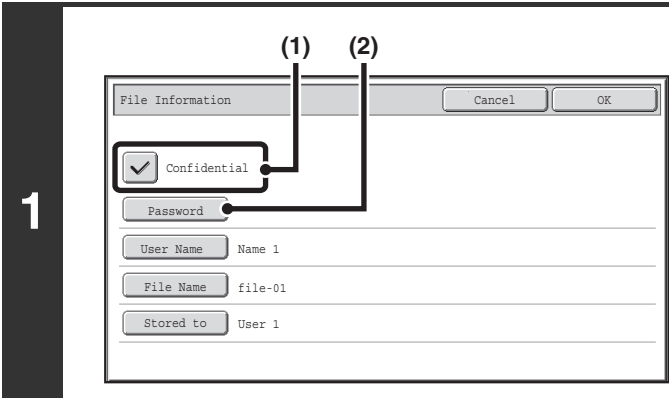 1
(1) (2)
File Information Cancel OK
Confidential
Password
User Name Name 1
File Name file-01
Stored to User 1